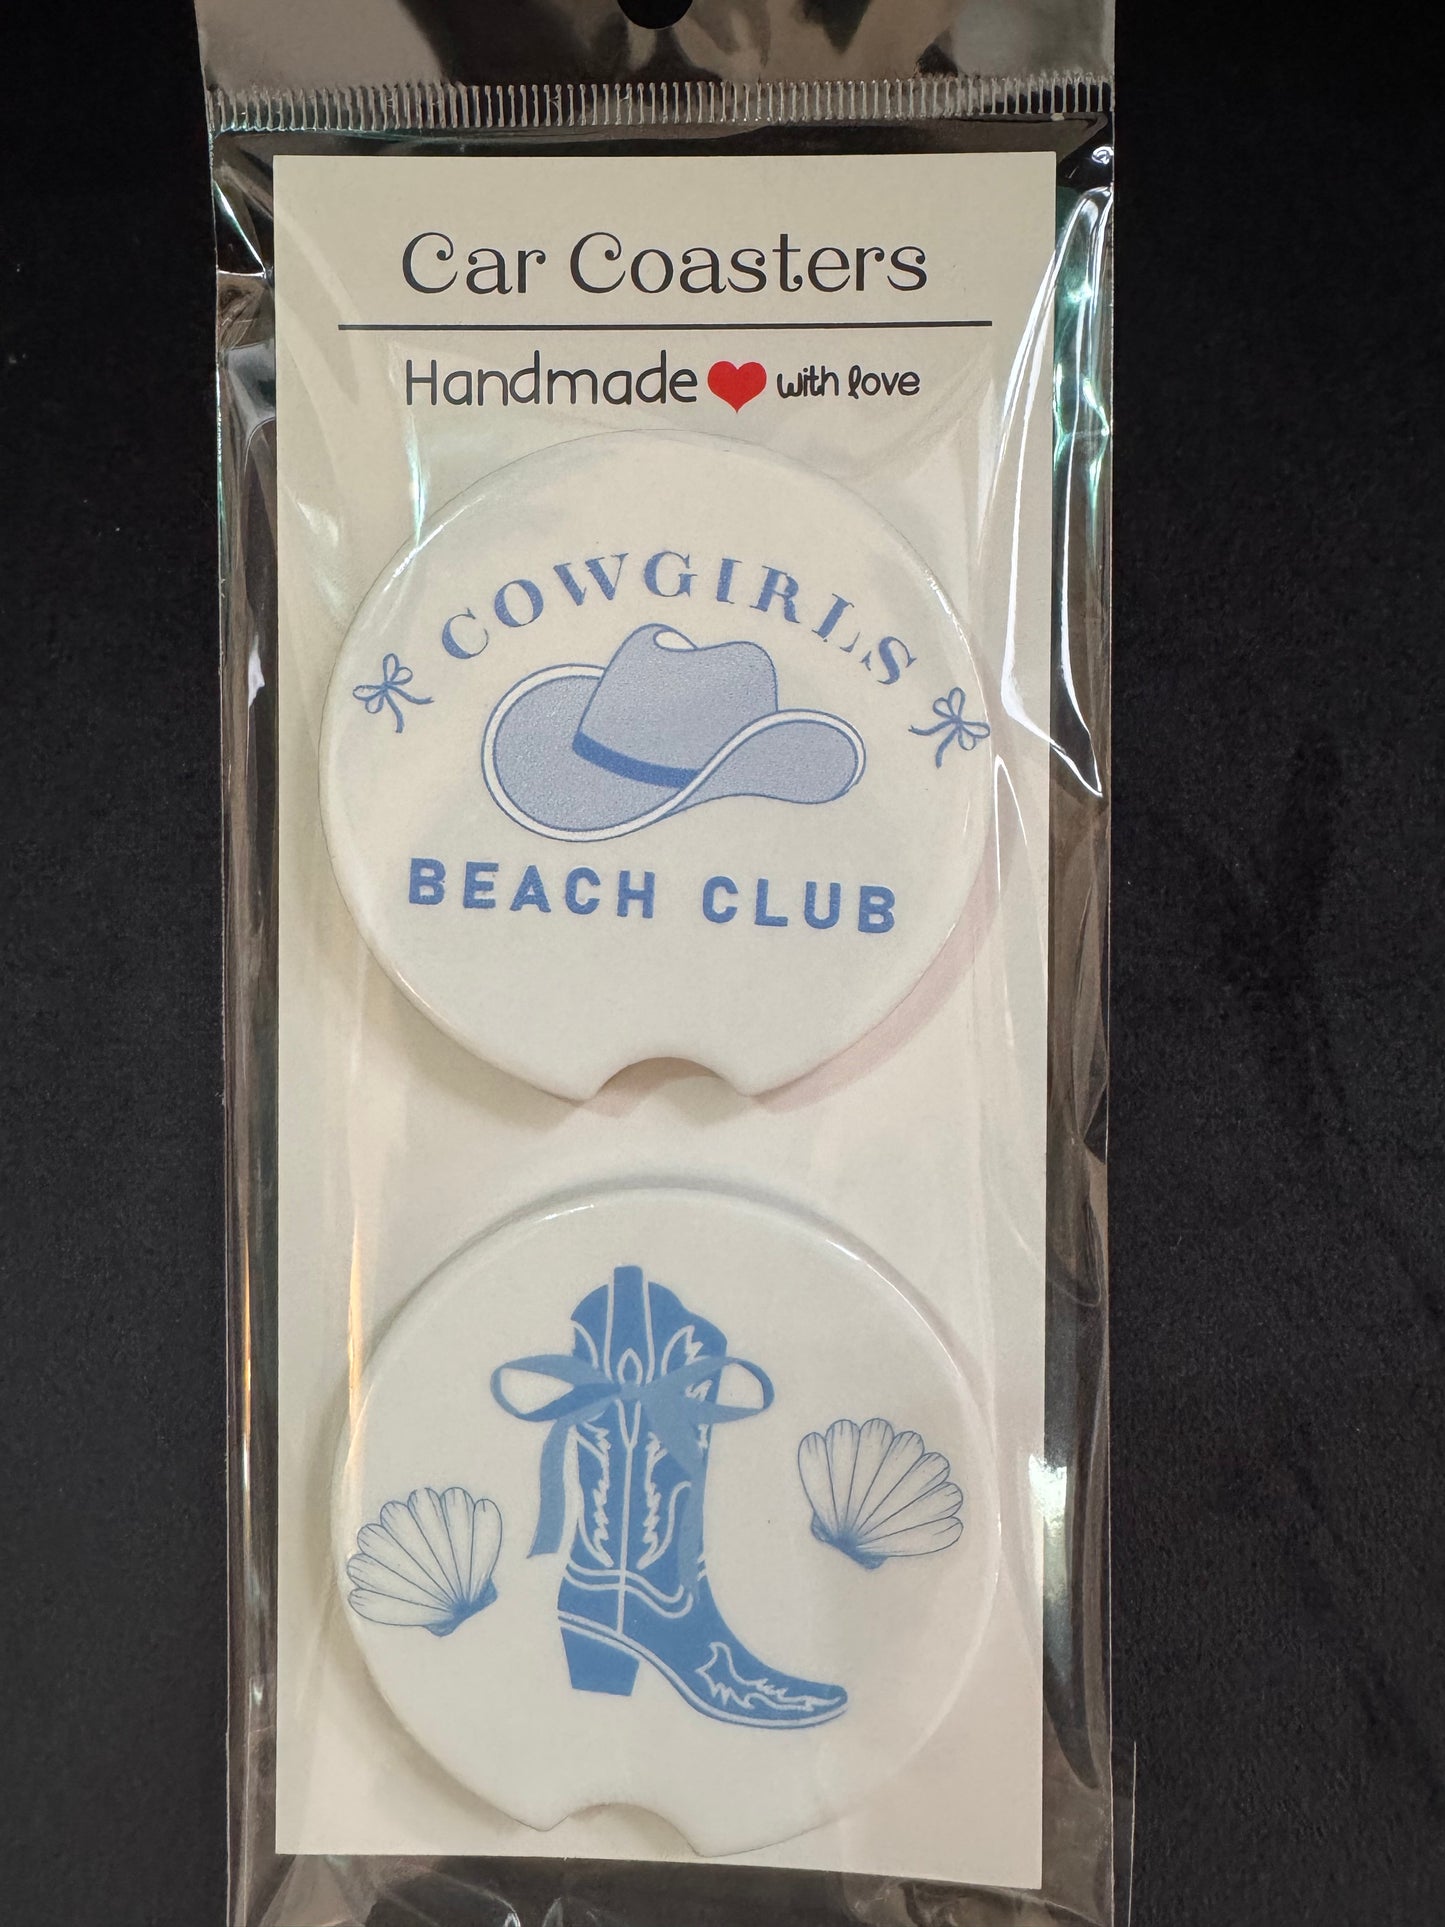 Car Coasters
Handmade with love
COWGIRLS
BEACH CLUB